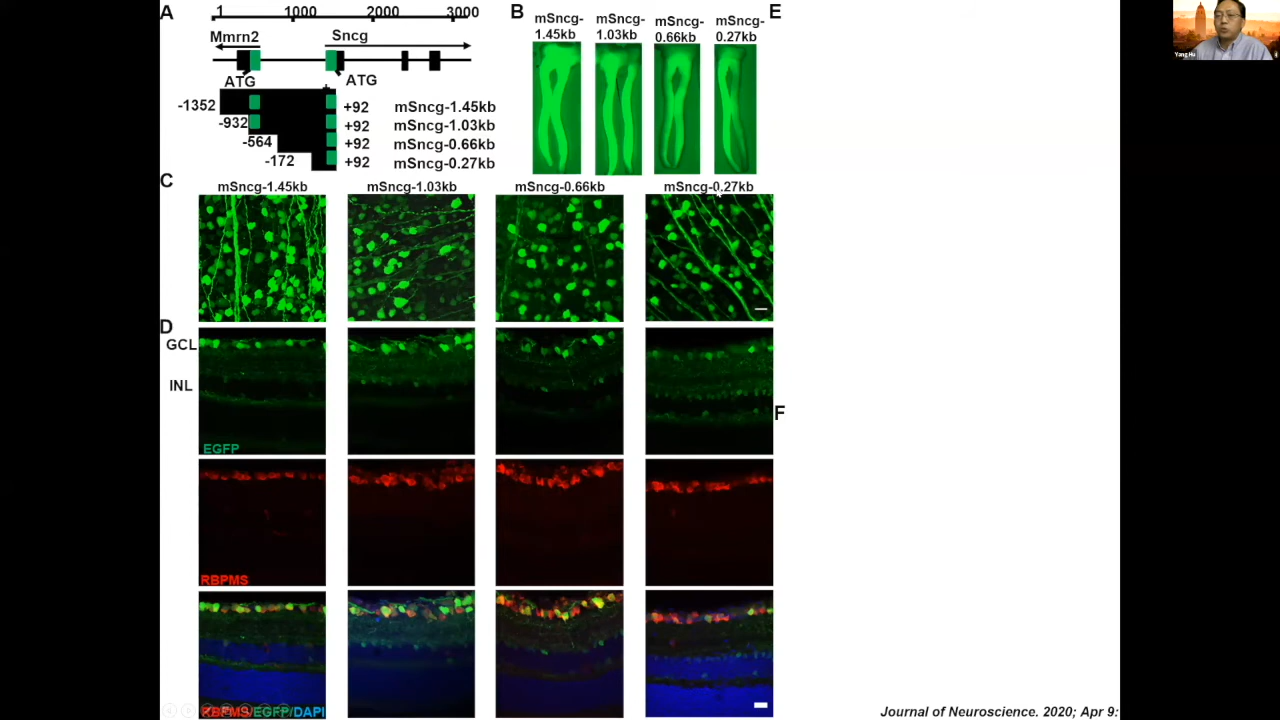 A
1 1000 2000 3000
Mmrn2 Sncg
ATG ATG
-1352 +92 mSncg-1.45kb
-932 +92 mSncg-1.03kb
-564 +92 mSncg-0.66kb
-172 +92 mSncg-0.27kb
B
mSncg-1.45kb
mSncg-1.03kb
mSncg-0.66kb
mSncg-0.27kb
E
Yang Hu
C
mSncg-1.45kb mSncg-1.03kb mSncg-0.66kb mSncg-0.27kb
D
GCL
INL
EGFP
F
RBPMS
RBPMS/EGFP/DAPI
Journal of Neuroscience. 2020; Apr 9: